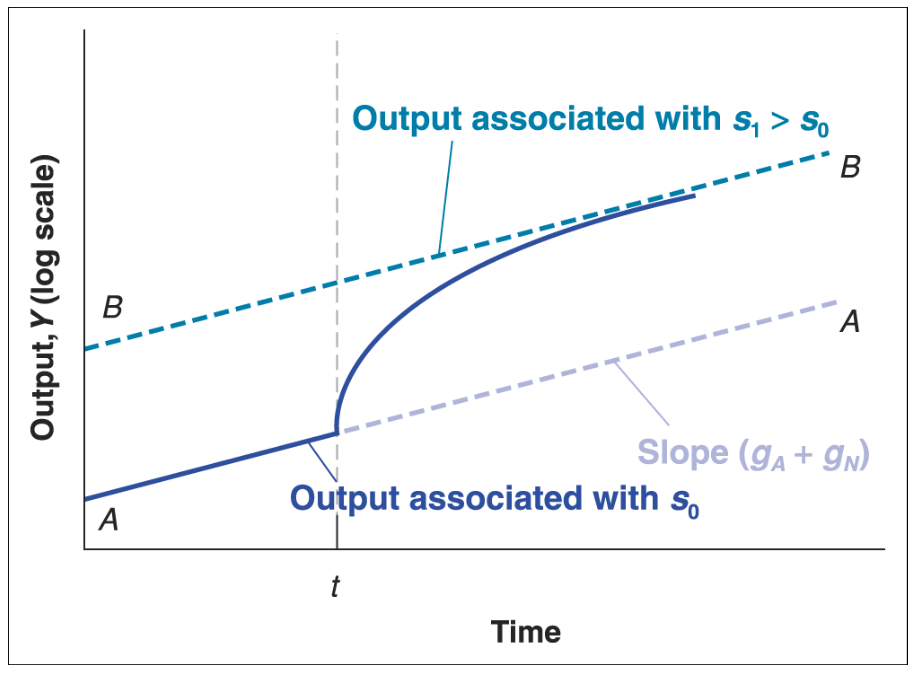 Output associated with s₁ > s₀
B
B
A
Output, Y (log scale)
Slope (g_A + g_N)
Output associated with s₀
A
t
Time